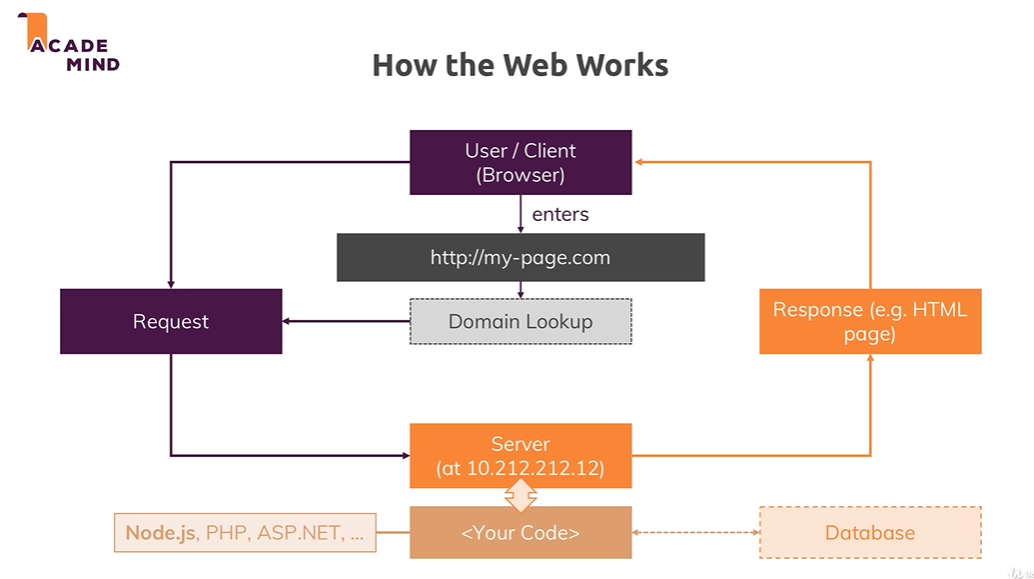 ACADE
MIND
How the Web Works
User / Client
(Browser)
enters
http://my-page.com
Request
Domain Lookup
Response (e.g. HTML
page)
Server
(at 10.212.212.12)
Node.js, PHP, ASP.NET, ...
<Your Code>
Database